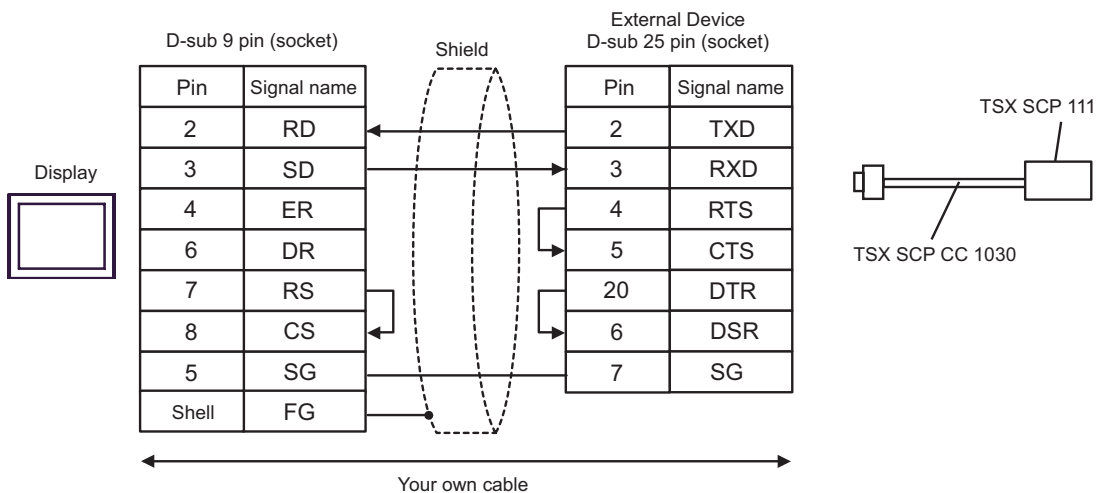 External Device
D-sub 9 pin (socket) Shield D-sub 25 pin (socket)
Pin Signal name Pin Signal name
2 RD 2 TXD
3 SD 3 RXD
4 ER 4 RTS
6 DR 5 CTS
7 RS 20 DTR
8 CS 6 DSR
5 SG 7 SG
Shell FG
Display
Your own cable
TSX SCP 111
TSX SCP CC 1030